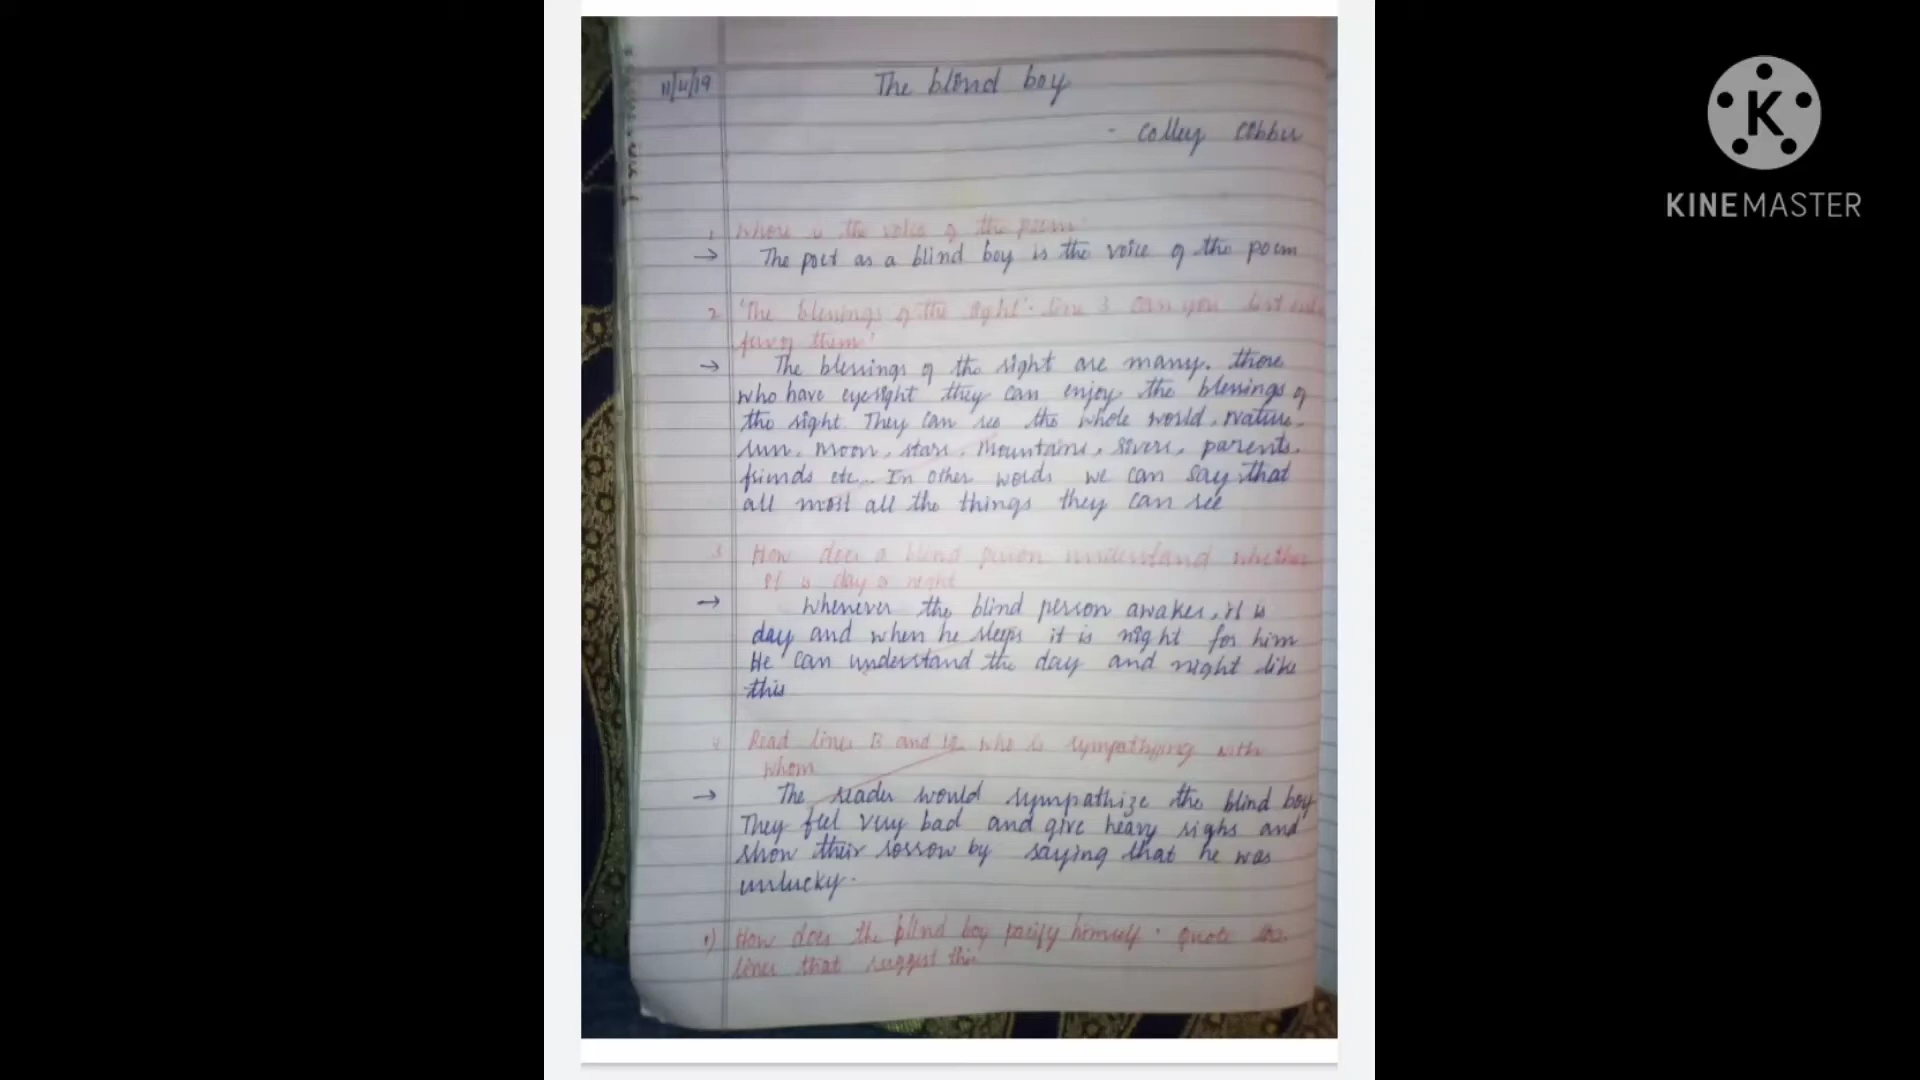 11/11/19
The blind boy
- Colley Cibber
1. Whose is the voice of the poem
→ The poet as a blind boy is the voice of the poem
2. 'The blessings of the sight'. line 3 can you list
few of them'
→ The blessings of the sight are many. those
who have eyesight they can enjoy the blessings of
the sight. They can see the whole world, Nature,
sun, moon, stars, mountains, rivers, parents,
friends etc... In other words we can say that
all most all the things they can see
3. How does a blind person understand whether
it is day or night
→ whenever the blind person awakes, it is
day and when he sleeps it is night for him
He can understand the day and night like
this
4 Read lines 13 and who is sympathying with
whom
→ The reader would sympathize the blind boy
They feel very bad and give heavy sighs and
show their sorrow by saying that he was
unlucky.
How does the blind boy pacify himself. quote the
lines that suggest this
K
KINEMASTER